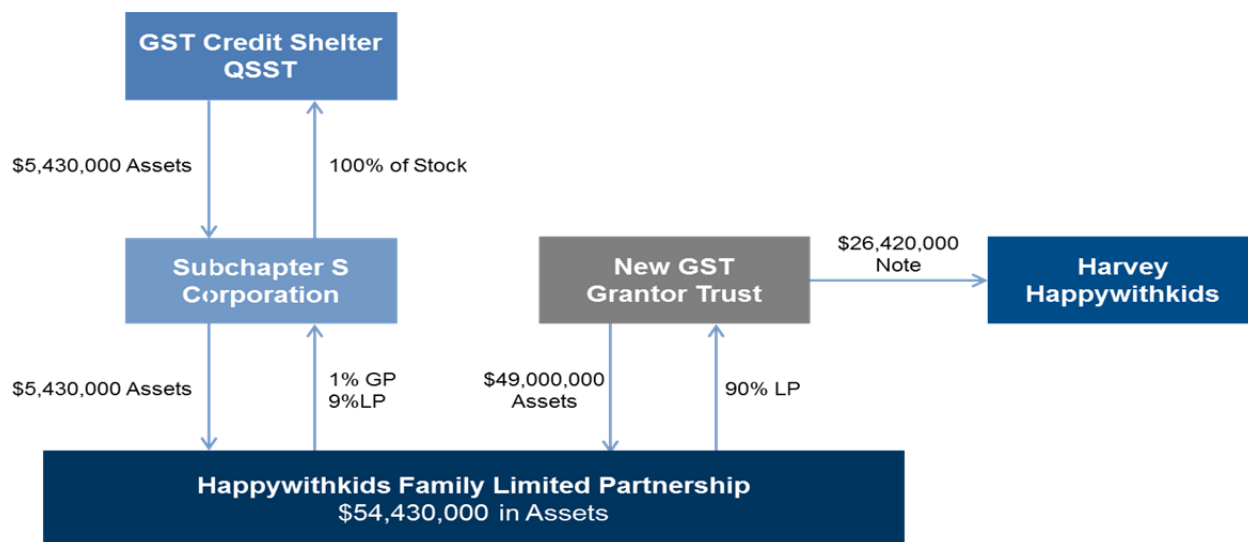 GST Credit Shelter
QSST
$5,430,000 Assets
100% of Stock
Subchapter S
Corporation
New GST
Grantor Trust
$26,420,000
Note
Harvey
Happywithkids
$5,430,000 Assets
1% GP
9%LP
$49,000,000
Assets
90% LP
Happywithkids Family Limited Partnership
$54,430,000 in Assets